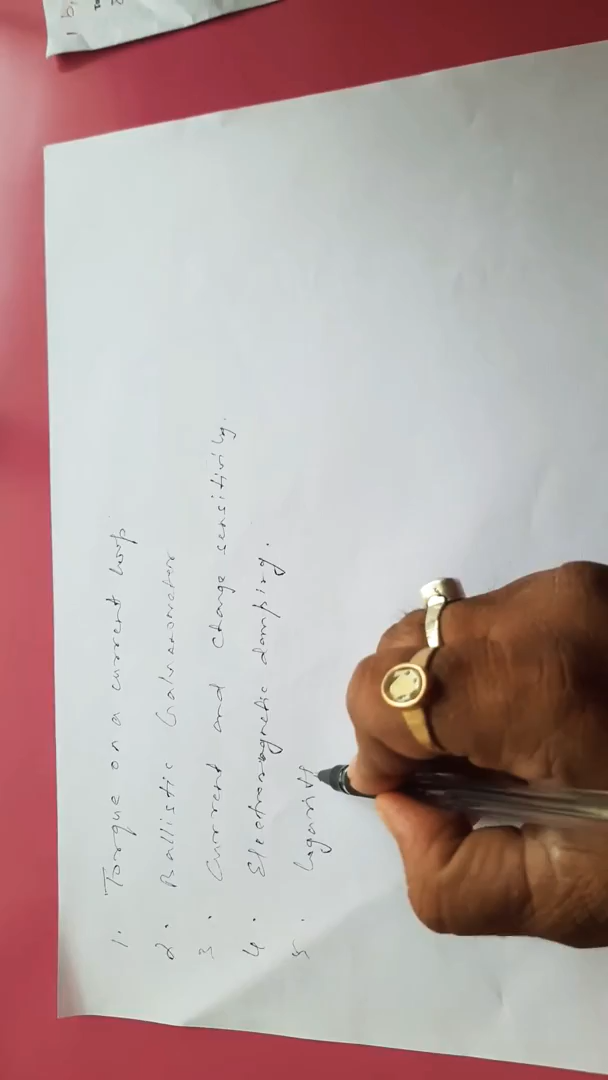 1. Torque on a current loop
2. Ballistic Galvanometer
3. Current and charge sensitivity.
4. Electromagnetic damping.
5. Logarith